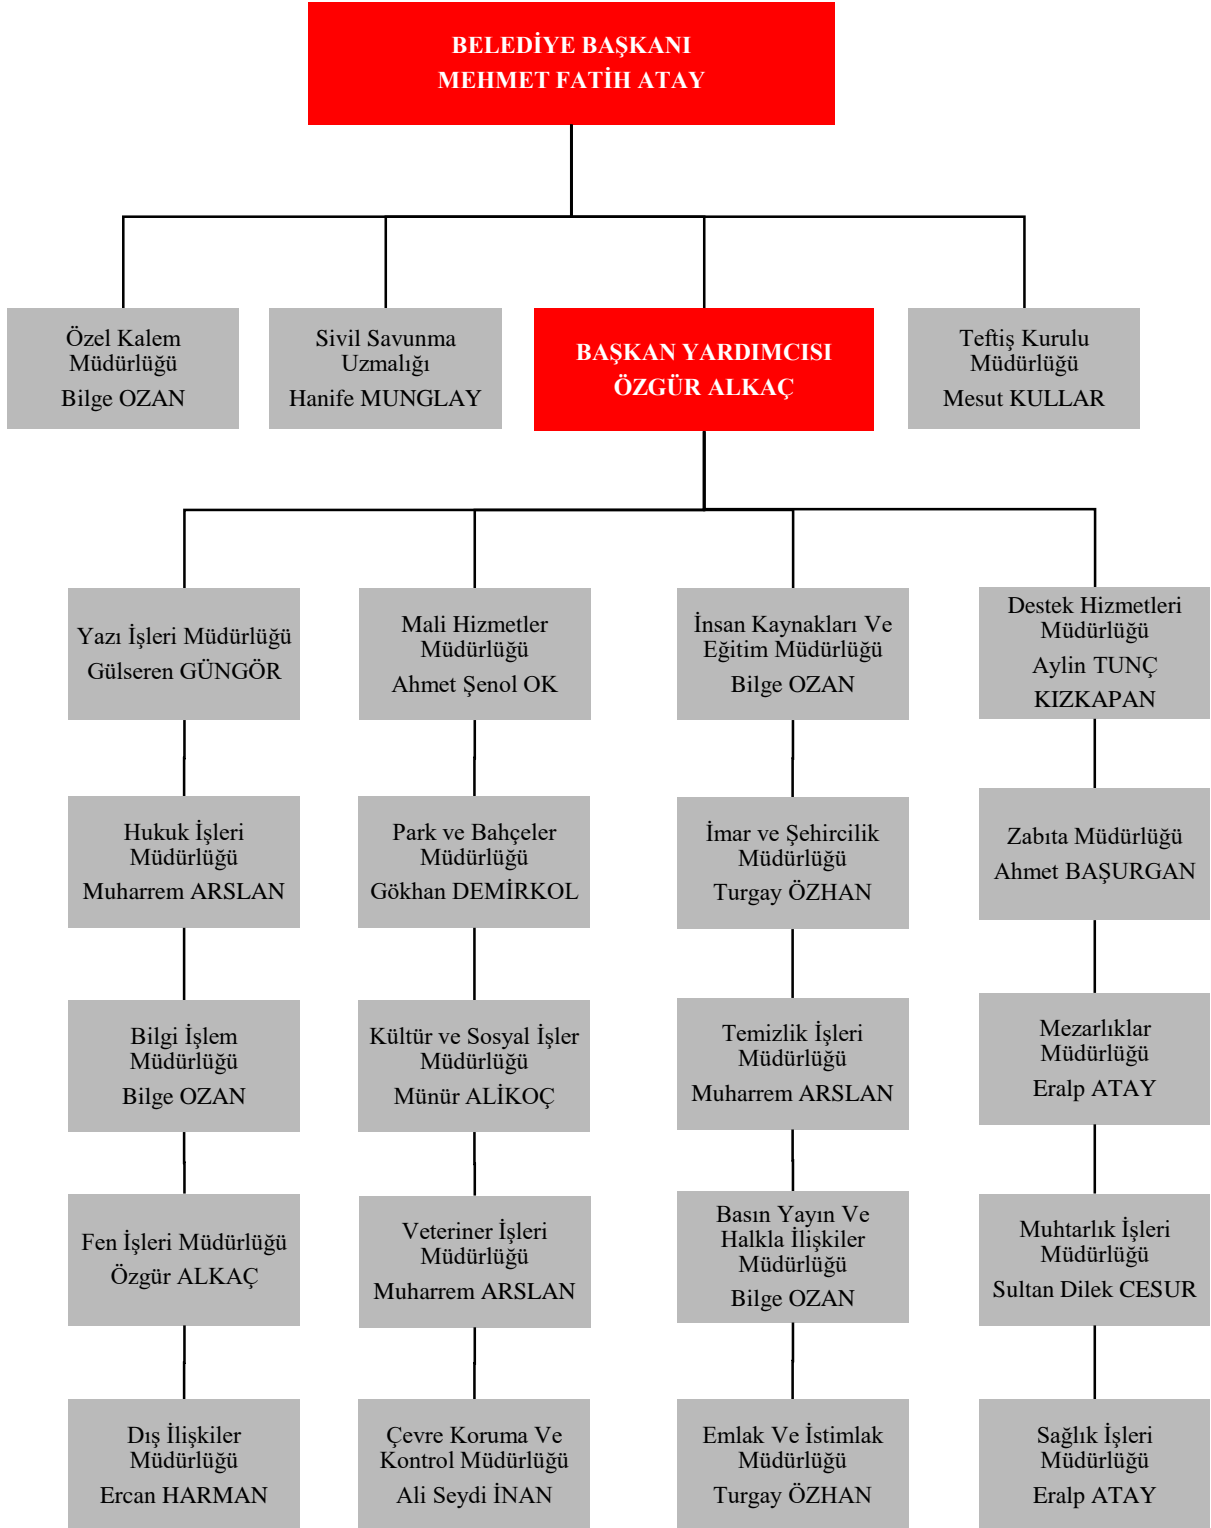 BELEDİYE BAŞKANI
MEHMET FATİH ATAY
Özel Kalem
Müdürlüğü
Bilge OZAN
Sivil Savunma
Uzmalığı
Hanife MUNGLAY
BAŞKAN YARDIMCISI
ÖZGÜR ALKAÇ
Teftiş Kurulu
Müdürlüğü
Mesut KULLAR
Yazı İşleri Müdürlüğü
Gülseren GÜNGÖR
Mali Hizmetler
Müdürlüğü
Ahmet Şenol OK
İnsan Kaynakları Ve
Eğitim Müdürlüğü
Bilge OZAN
Destek Hizmetleri
Müdürlüğü
Aylin TUNÇ
KIZKAPAN
Hukuk İşleri
Müdürlüğü
Muharrem ARSLAN
Park ve Bahçeler
Müdürlüğü
Gökhan DEMİRKOL
İmar ve Şehircilik
Müdürlüğü
Turgay ÖZHAN
Zabıta Müdürlüğü
Ahmet BAŞURGAN
Bilgi İşlem
Müdürlüğü
Bilge OZAN
Kültür ve Sosyal İşler
Müdürlüğü
Münür ALİKOÇ
Temizlik İşleri
Müdürlüğü
Muharrem ARSLAN
Mezarlıklar
Müdürlüğü
Eralp ATAY
Fen İşleri Müdürlüğü
Özgür ALKAÇ
Veteriner İşleri
Müdürlüğü
Muharrem ARSLAN
Basın Yayın Ve
Halkla İlişkiler
Müdürlüğü
Bilge OZAN
Muhtarlık İşleri
Müdürlüğü
Sultan Dilek CESUR
Dış İlişkiler
Müdürlüğü
Ercan HARMAN
Çevre Koruma Ve
Kontrol Müdürlüğü
Ali Seydi İNAN
Emlak Ve İstimlak
Müdürlüğü
Turgay ÖZHAN
Sağlık İşleri
Müdürlüğü
Eralp ATAY